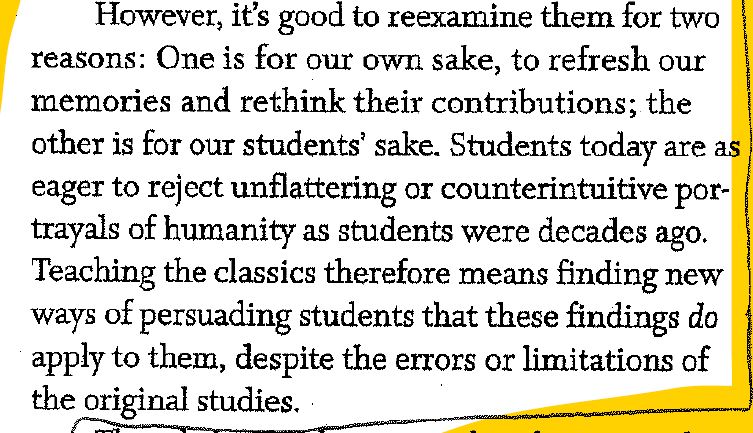 However, it's good to reexamine them for two
reasons: One is for our own sake, to refresh our
memories and rethink their contributions; the
other is for our students' sake. Students today are as
eager to reject unflattering or counterintuitive por-
trayals of humanity as students were decades ago.
Teaching the classics therefore means finding new
ways of persuading students that these findings do
apply to them, despite the errors or limitations of
the original studies.